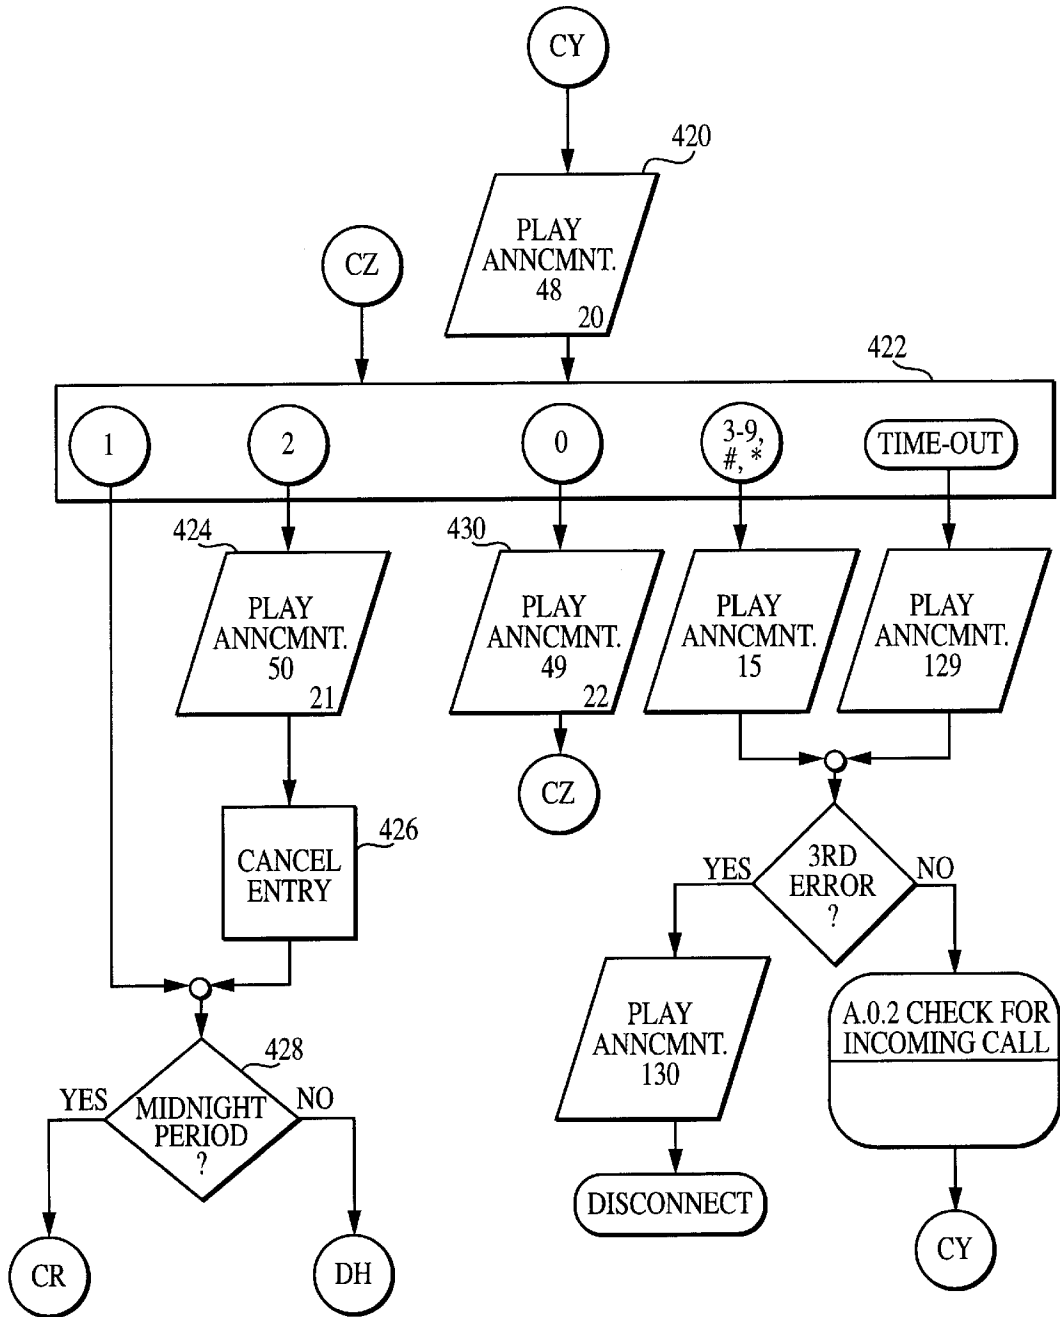 CY
420
PLAY
ANNCMNT.
48
20
CZ
422
1
2
0
3-9,
#, *
TIME-OUT
424
PLAY
ANNCMNT.
50
21
430
PLAY
ANNCMNT.
49
22
PLAY
ANNCMNT.
15
PLAY
ANNCMNT.
129
CZ
CANCEL
ENTRY
426
YES
3RD
ERROR
?
NO
PLAY
ANNCMNT.
130
A.0.2 CHECK FOR
INCOMING CALL
428
YES
MIDNIGHT
PERIOD
?
NO
DISCONNECT
CR
DH
CY